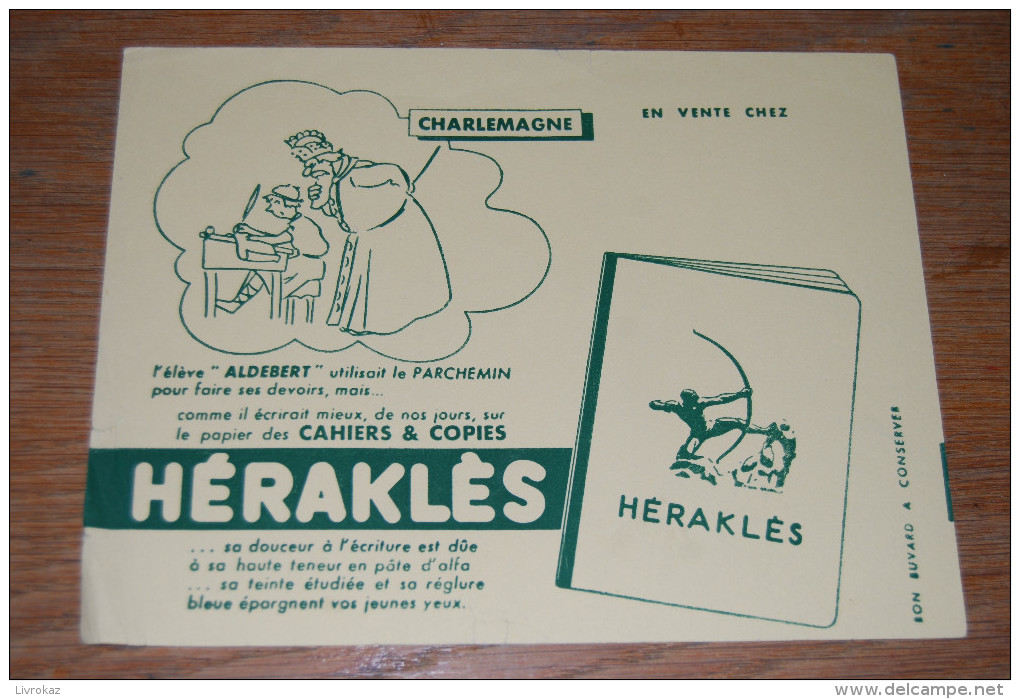 CHARLEMAGNE
EN VENTE CHEZ
l'élève " ALDEBERT " utilisait le PARCHEMIN
pour faire ses devoirs, mais...
comme il écrirait mieux, de nos jours, sur
le papier des CAHIERS & COPIES
HÉRAKLÈS
... sa douceur à l'écriture est dûe
à sa haute teneur en pâte d'alfa
... sa teinte étudiée et sa réglure
bleue épargnent vos jeunes yeux.
HÉRAKLÈS
BON BUVARD A CONSERVER
Livrokaz
delcampe.net